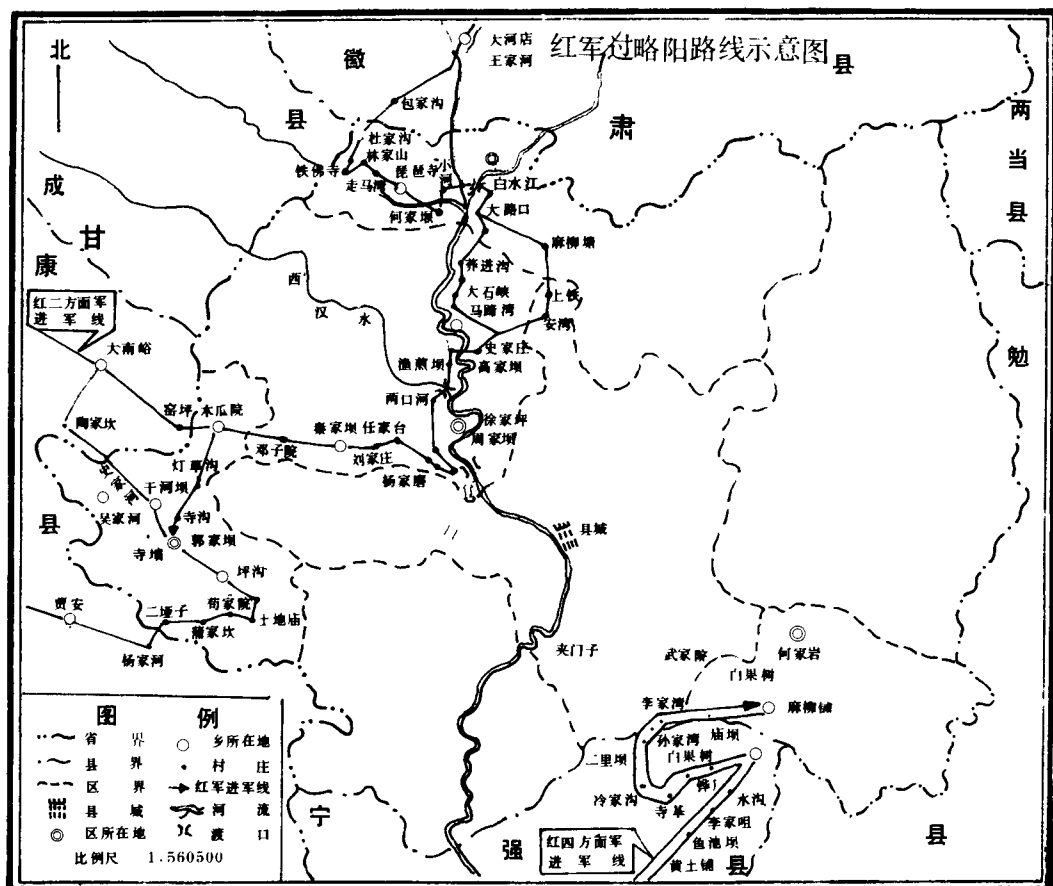 红军过略阳路线示意图
北
徽
县
大河店
王家河
县
两当县
包家沟
肃
杜家沟
林家山
铁佛寺
琵琶寺
小河
走马湾
白水江
何家坝
大路口
成
甘
康
麻柳塘
西汉水
荞进沟
大石峡
上铁
马蹄湾
安湾
红二方面军
进军线
大南峪
史家庄
渔燕坝
高家坝
勉
两口河
陶家坎
窑坪
木瓜院
秦家坝
任家台
徐家坪
周家坝
邓子院
刘家庄
灯草沟
干河坝
杨家磨
吴家河
寺沟
县
郭家坝
县城
寺墙
坪沟
贾安
二垭子
荀家院
土地庙
蒲家坎
杨家河
夹门子
武家院
何家岩
白果树
李家湾
麻柳铺
孙家湾
庙坝
二里坝
白果树
冷家沟
水沟
李家咀
鱼池坝
黄土铺
宁
强
县
县
红四方面军
进军线
图 例
省界
乡所在地
县界
村庄
区界
红军进军线
县城
河流
区所在地
渡口
比例尺 1.560500